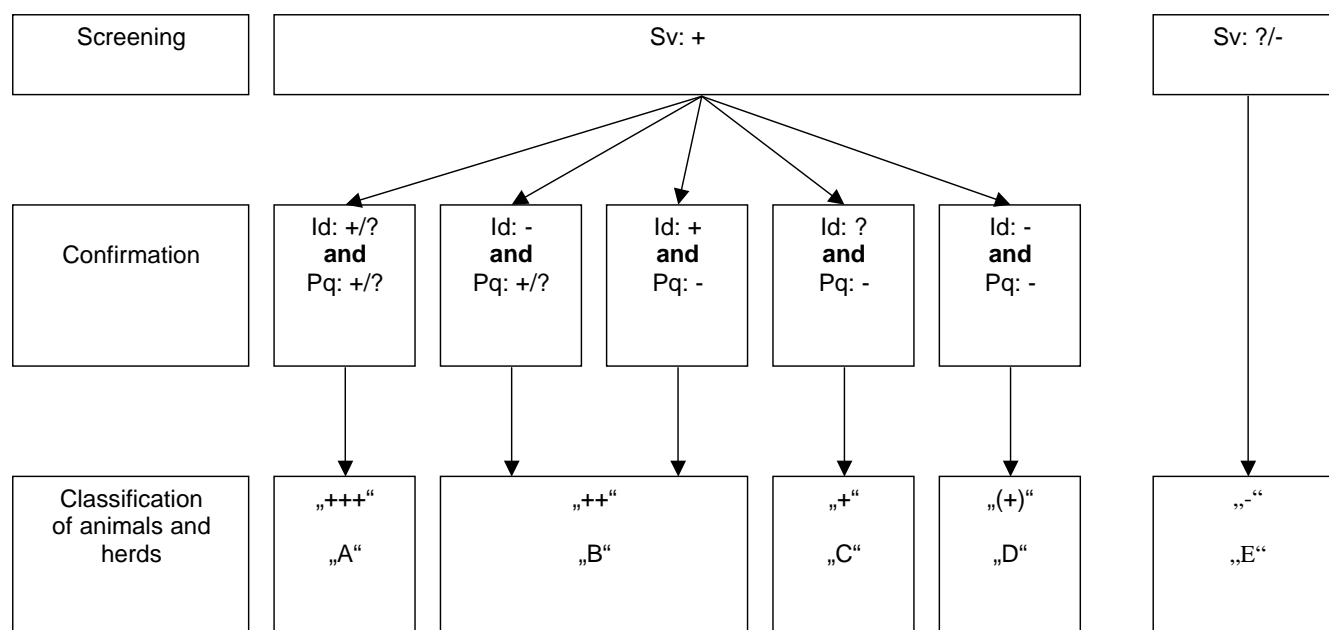 Screening
Sv: +
Sv: ?/-
Confirmation
Id: +/?
and
Pq: +/?
Id: -
and
Pq: +/?
Id: +
and
Pq: -
Id: ?
and
Pq: -
Id: -
and
Pq: -
Classification
of animals and
herds
„+++“
„A“
„++“
„B“
„+“
„C“
„(+)“
„D“
„-“
„E“